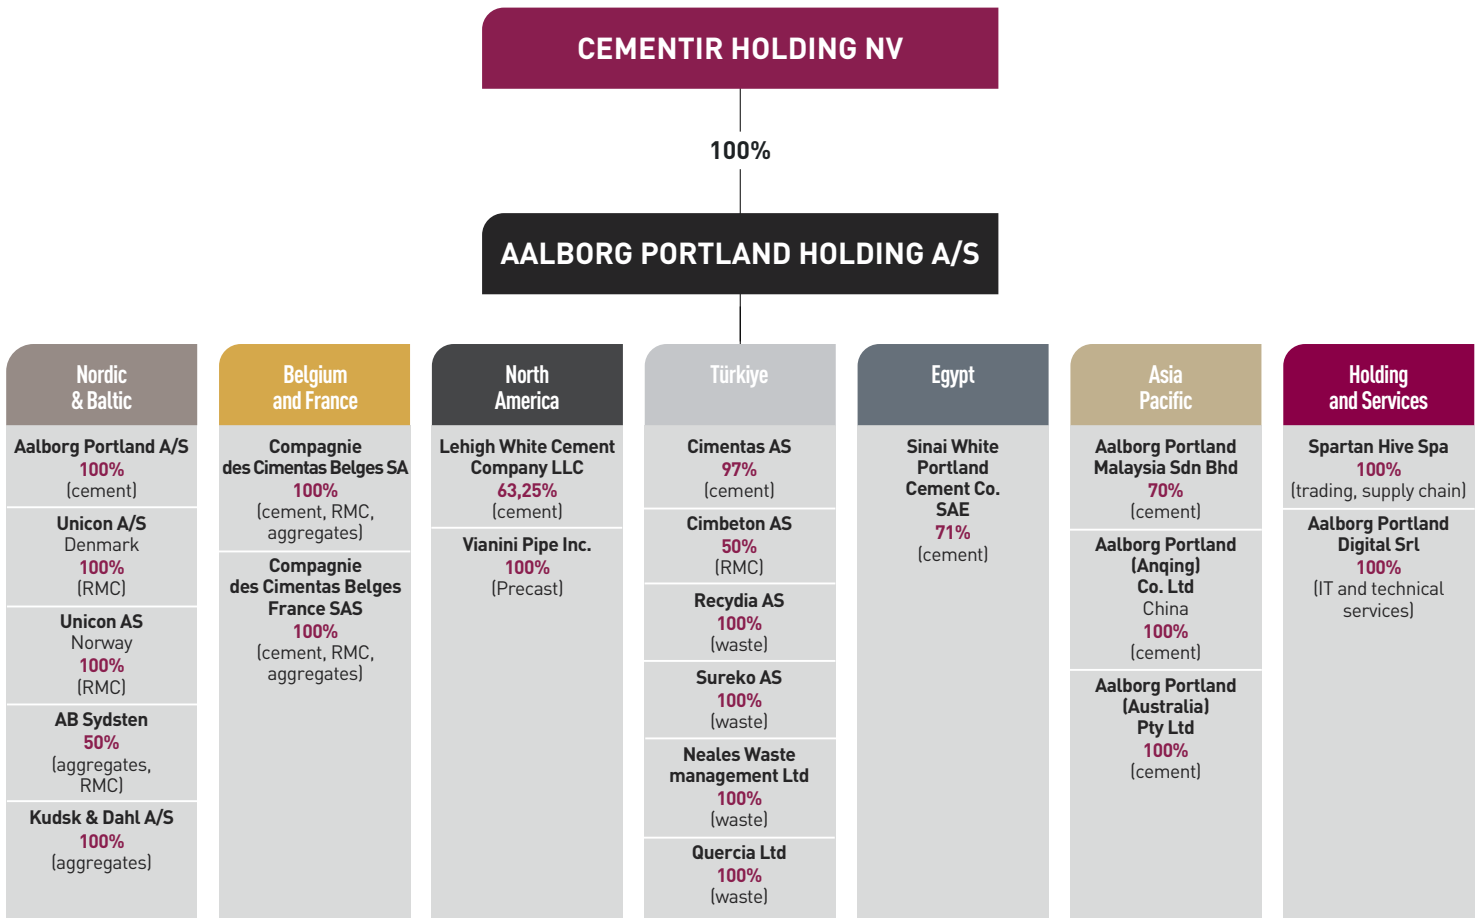 CEMENTIR HOLDING NV
100%
AALBORG PORTLAND HOLDING A/S
Nordic
& Baltic
Aalborg Portland A/S
100%
(cement)
Unicon A/S
Denmark
100%
(RMC)
Unicon AS
Norway
100%
(RMC)
AB Sydsten
50%
(aggregates,
RMC)
Kudsk & Dahl A/S
100%
(aggregates)
Belgium
and France
Compagnie
des Cimentas Belges SA
100%
(cement, RMC,
aggregates)
Compagnie
des Cimentas Belges
France SAS
100%
(cement, RMC,
aggregates)
North
America
Lehigh White Cement
Company LLC
63,25%
(cement)
Vianini Pipe Inc.
100%
(Precast)
Türkiye
Cimentas AS
97%
(cement)
Cimbeton AS
50%
(RMC)
Recydia AS
100%
(waste)
Sureko AS
100%
(waste)
Neales Waste
management Ltd
100%
(waste)
Quercia Ltd
100%
(waste)
Egypt
Sinai White
Portland
Cement Co.
SAE
71%
(cement)
Asia
Pacific
Aalborg Portland
Malaysia Sdn Bhd
70%
(cement)
Aalborg Portland
(Anqing)
Co. Ltd
China
100%
(cement)
Aalborg Portland
(Australia)
Pty Ltd
100%
(cement)
Holding
and Services
Spartan Hive Spa
100%
(trading, supply chain)
Aalborg Portland
Digital Srl
100%
(IT and technical
services)